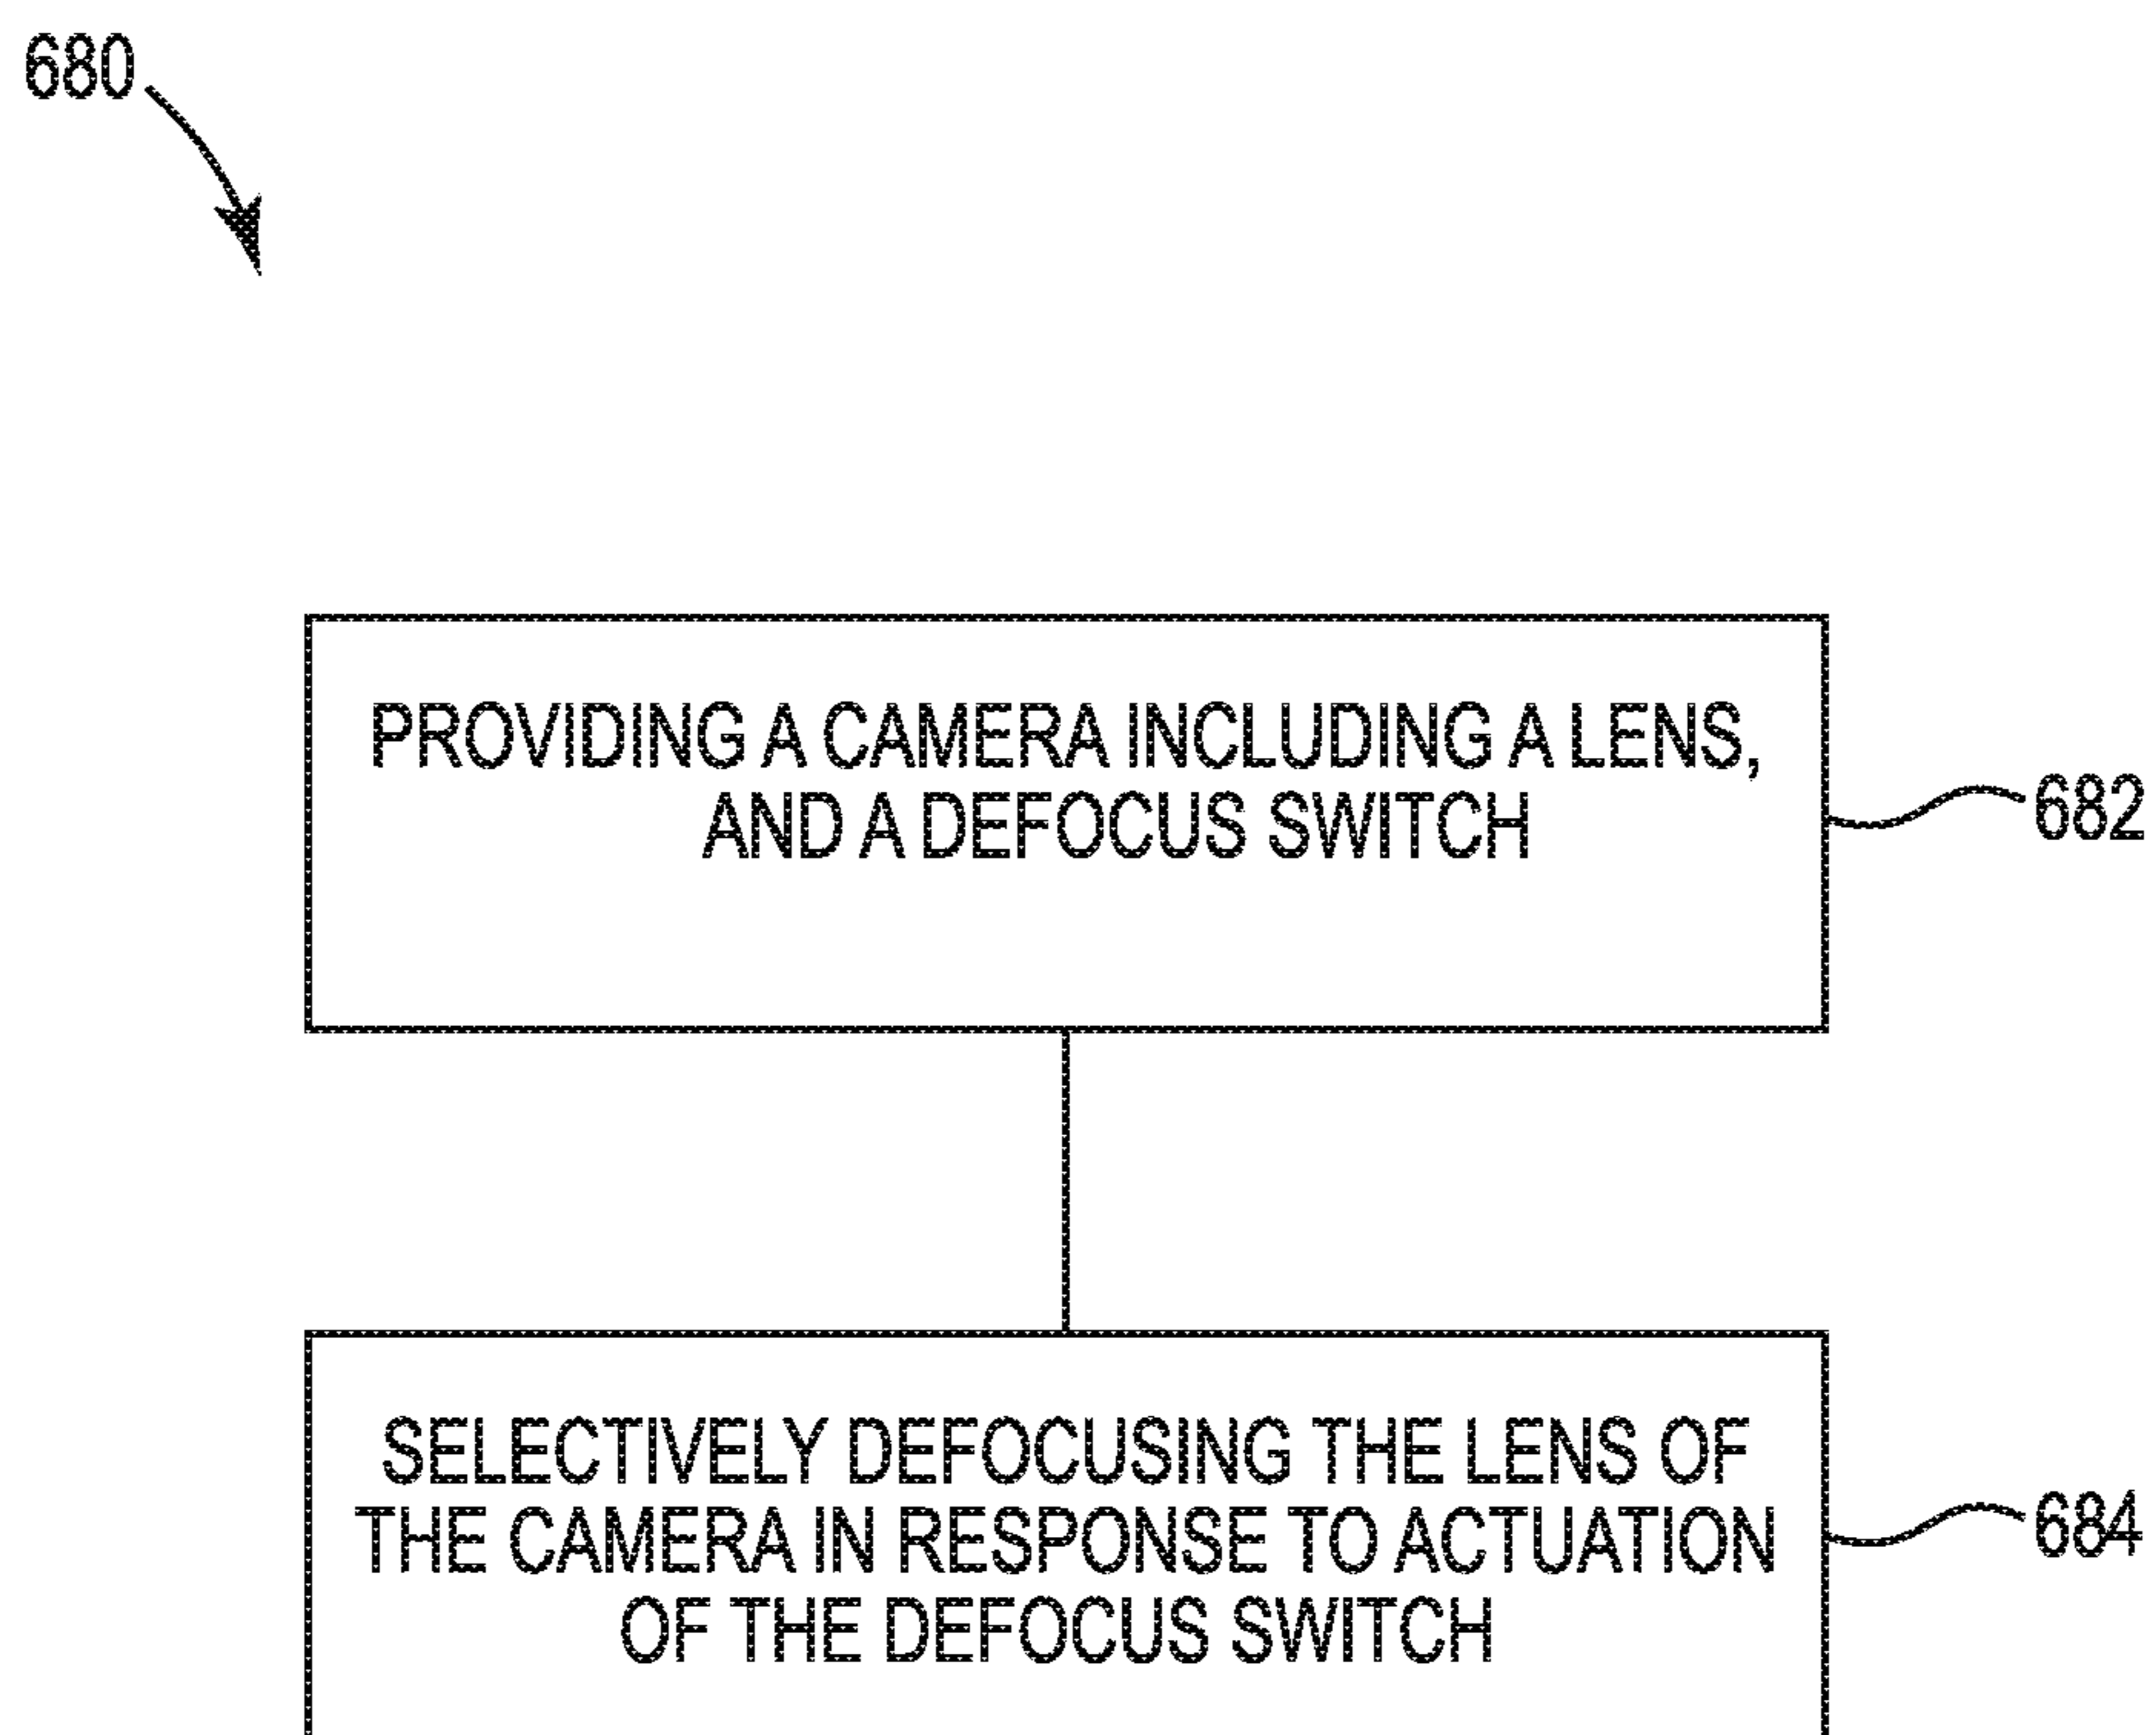 680
PROVIDING A CAMERA INCLUDING A LENS,
AND A DEFOCUS SWITCH
682
SELECTIVELY DEFOCUSING THE LENS OF
THE CAMERA IN RESPONSE TO ACTUATION
OF THE DEFOCUS SWITCH
684